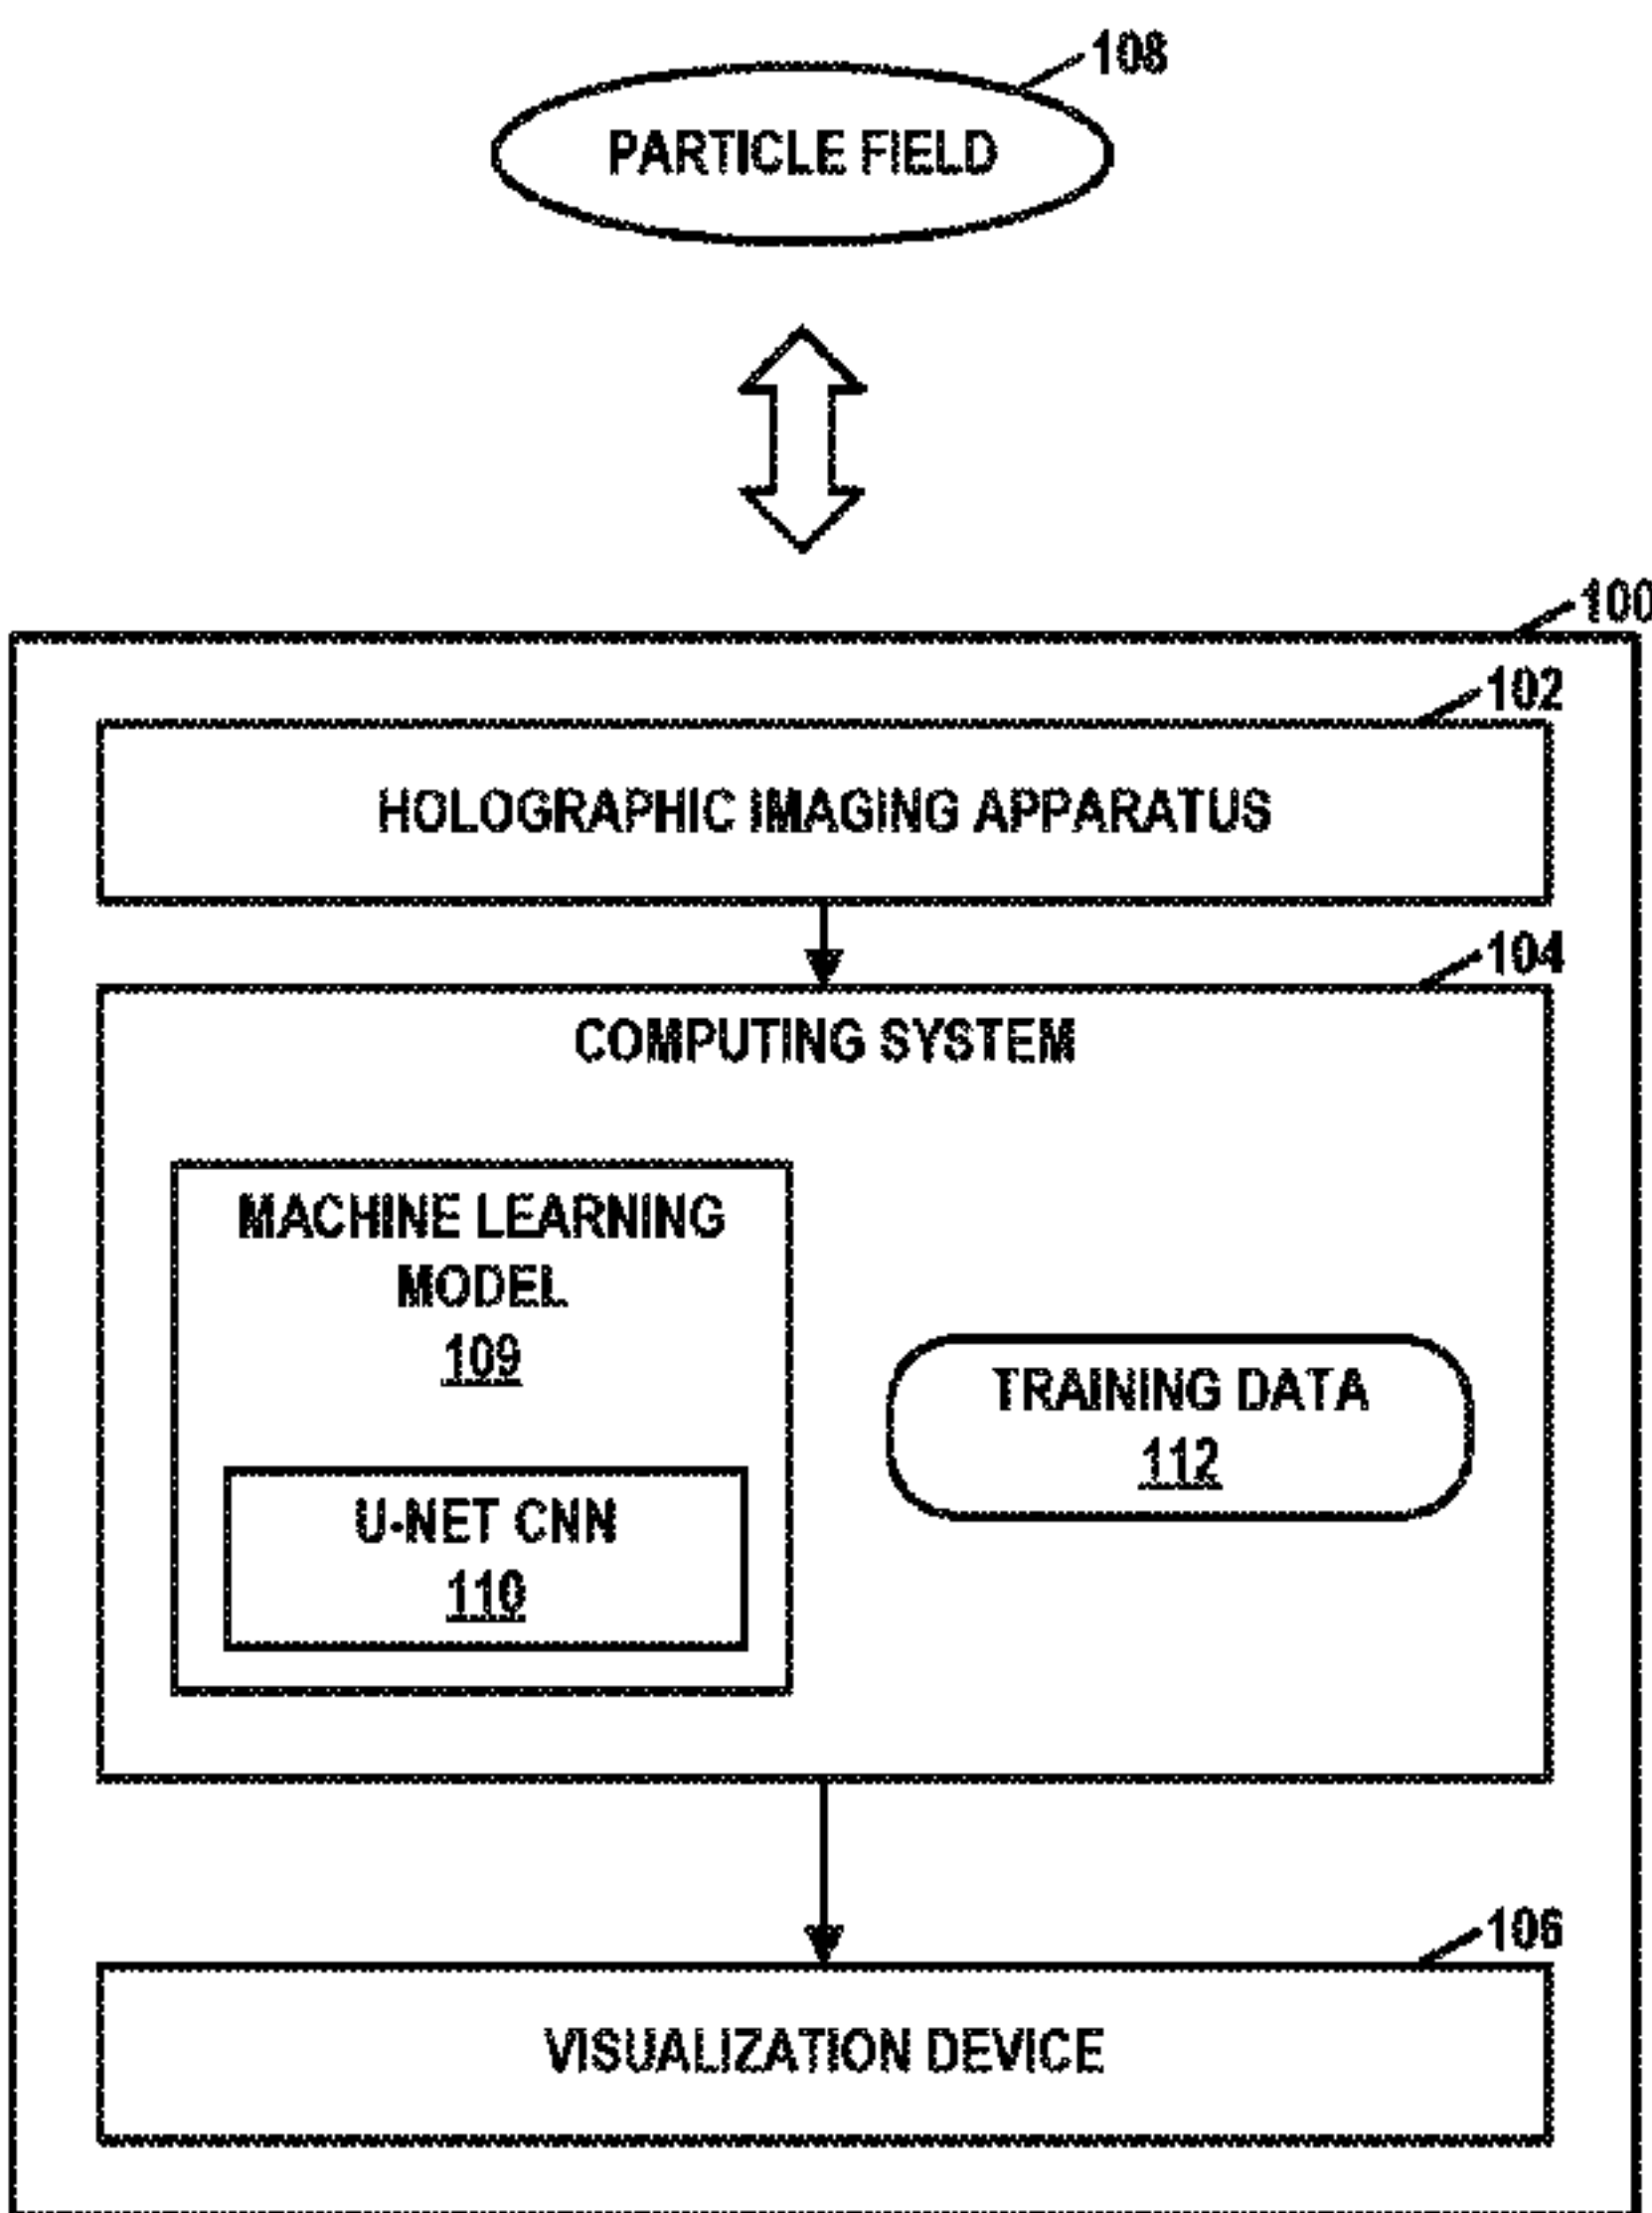 108
PARTICLE FIELD
100
102
HOLOGRAPHIC IMAGING APPARATUS
104
COMPUTING SYSTEM
MACHINE LEARNING
MODEL
109
TRAINING DATA
112
U-NET CNN
110
106
VISUALIZATION DEVICE